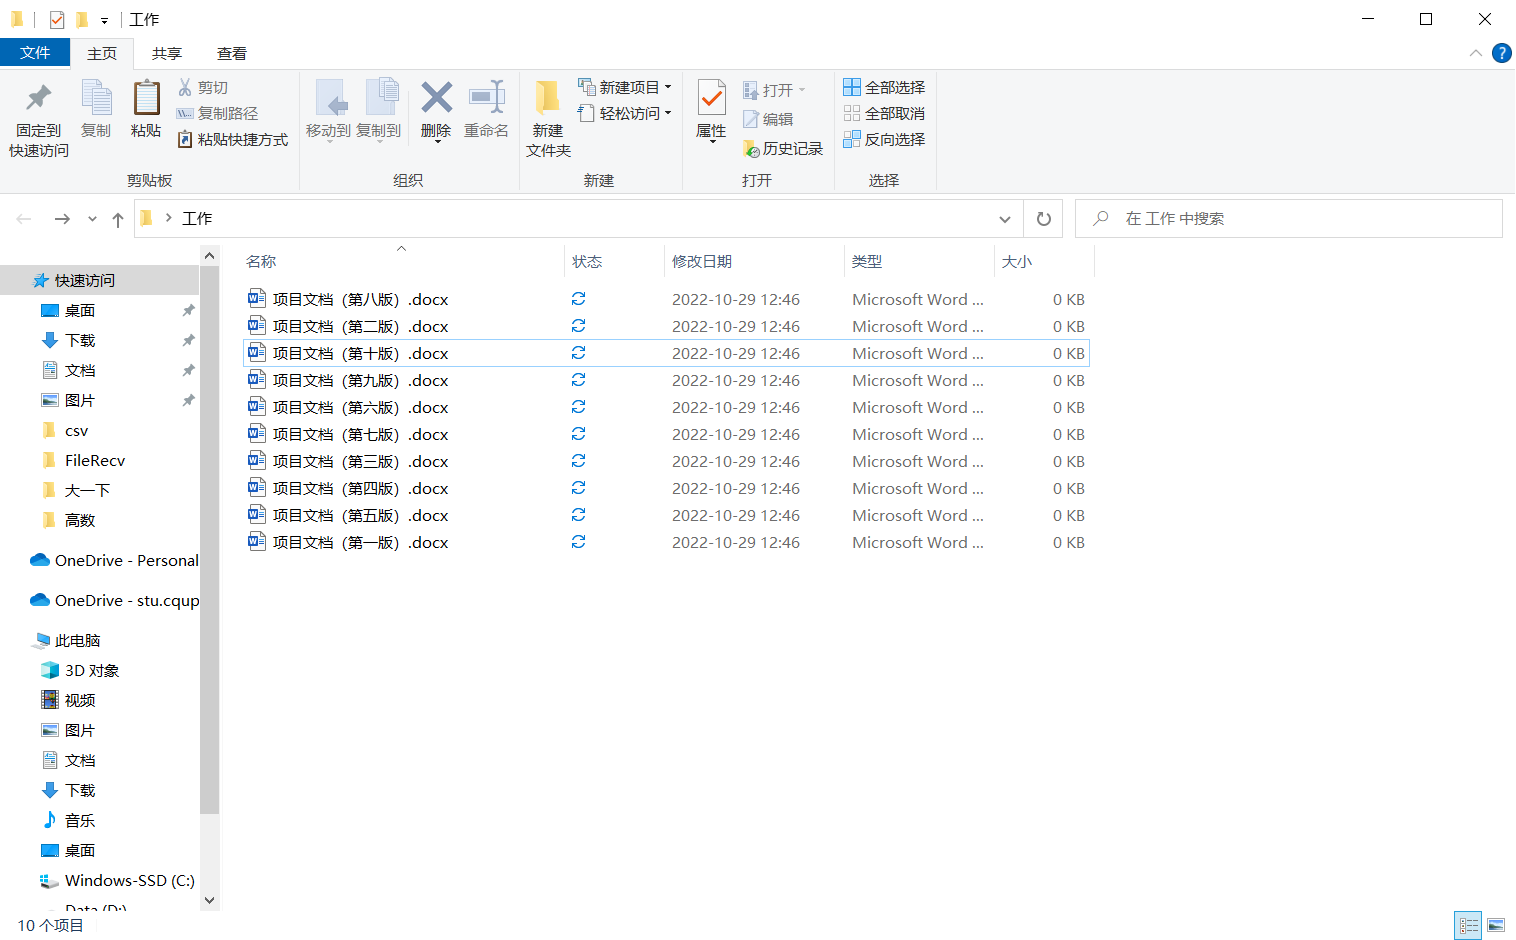 工作
文件 主页 共享 查看
固定到快速访问 复制 粘贴 剪切 复制路径 粘贴快捷方式 移动到 复制到 删除 重命名 新建文件夹 新建项目 轻松访问 属性 打开 编辑 历史记录 全部选择 全部取消 反向选择
剪贴板 组织 新建 打开 选择
工作 在 工作 中搜索
名称 状态 修改日期 类型 大小
项目文档（第八版）.docx 2022-10-29 12:46 Microsoft Word ... 0 KB
项目文档（第二版）.docx 2022-10-29 12:46 Microsoft Word ... 0 KB
项目文档（第十版）.docx 2022-10-29 12:46 Microsoft Word ... 0 KB
项目文档（第九版）.docx 2022-10-29 12:46 Microsoft Word ... 0 KB
项目文档（第六版）.docx 2022-10-29 12:46 Microsoft Word ... 0 KB
项目文档（第七版）.docx 2022-10-29 12:46 Microsoft Word ... 0 KB
项目文档（第三版）.docx 2022-10-29 12:46 Microsoft Word ... 0 KB
项目文档（第四版）.docx 2022-10-29 12:46 Microsoft Word ... 0 KB
项目文档（第五版）.docx 2022-10-29 12:46 Microsoft Word ... 0 KB
项目文档（第一版）.docx 2022-10-29 12:46 Microsoft Word ... 0 KB
快速访问
桌面
下载
文档
图片
csv
FileRecv
大一下
高数
OneDrive - Personal
OneDrive - stu.cqup
此电脑
3D 对象
视频
图片
文档
下载
音乐
桌面
Windows-SSD (C:)
Data (D:)
10 个项目